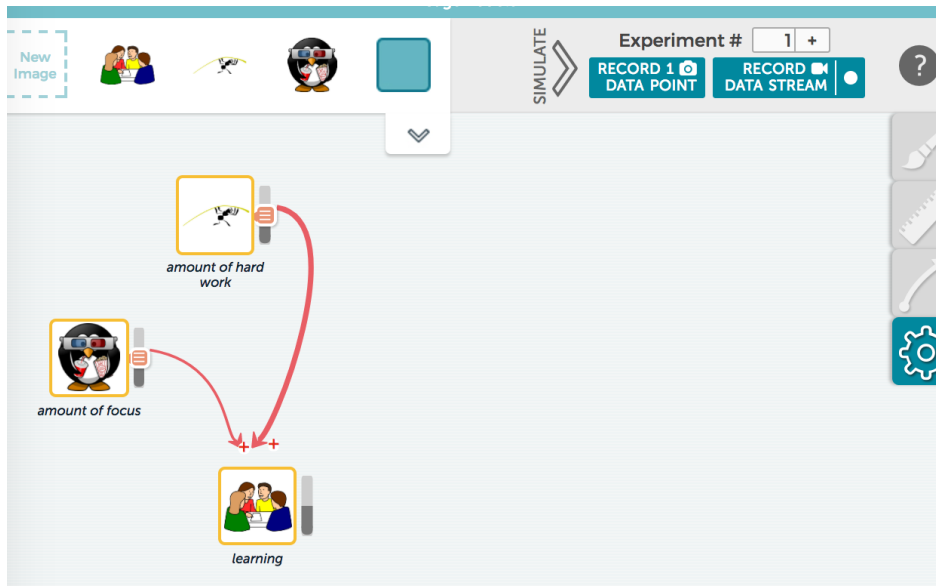 New
Image
SIMULATE
Experiment # 1 +
RECORD 1
DATA POINT
RECORD
DATA STREAM
?
amount of hard
work
amount of focus
+ +
learning